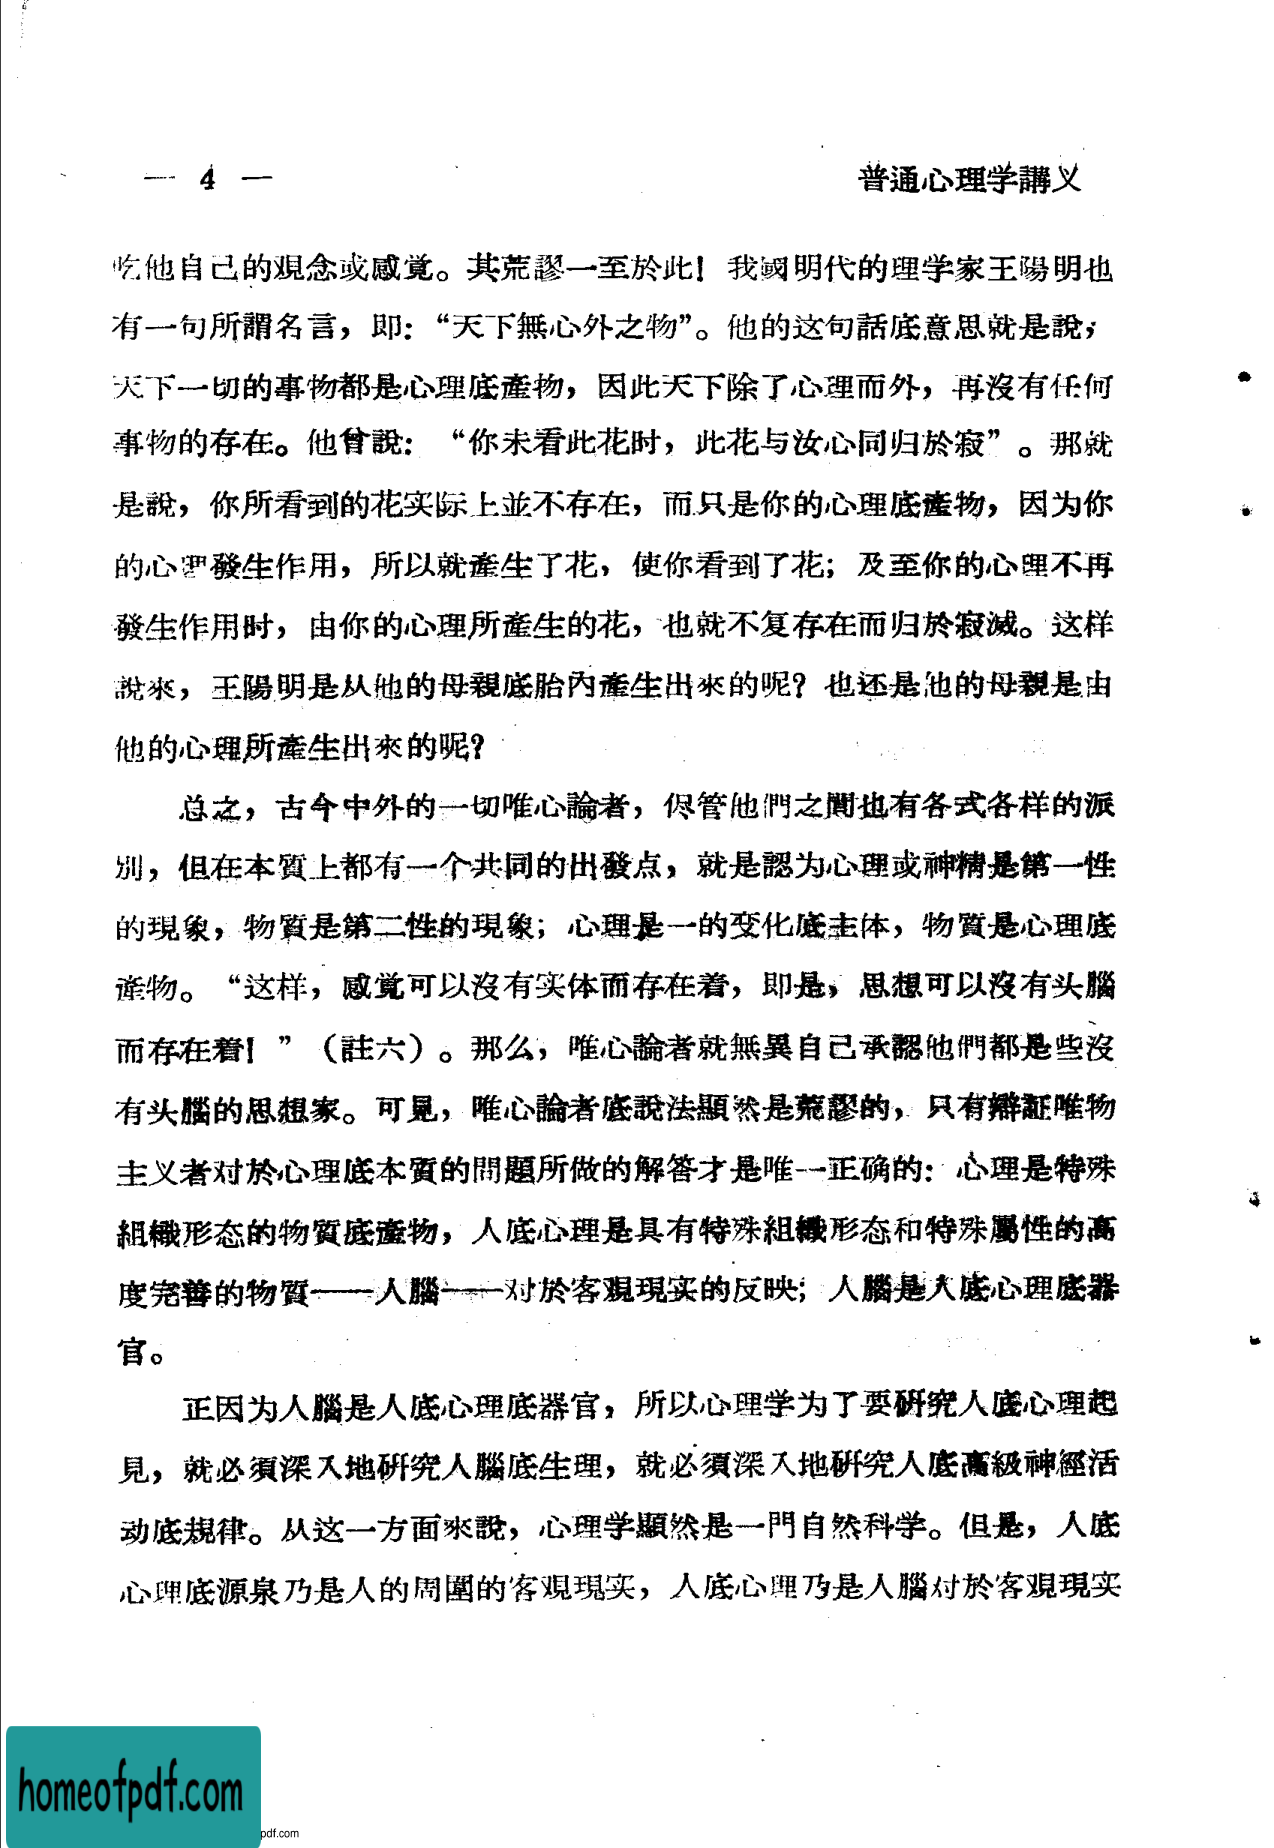 — 4 —
普通心理学講义
吃他自己的观念或感覚。其荒謬一至於此！我國明代的理学家王陽明也
有一句所謂名言，即：“天下無心外之物”。他的这句話底意思就是說，
天下一切的事物都是心理底產物，因此天下除了心理而外，再沒有任何
事物的存在。他曾說：“你未看此花时，此花与汝心同归於寂”。那就
是說，你所看到的花实际上並不存在，而只是你的心理底產物，因为你
的心理發生作用，所以就產生了花，使你看到了花；及至你的心理不再
發生作用时，由你的心理所產生的花，也就不复存在而归於寂滅。这样
說來，王陽明是从他的母親底胎內產生出來的呢？也还是他的母親是由
他的心理所產生出來的呢？
总之，古今中外的一切唯心論者，侭管他們之間也有各式各样的派
別，但在本質上都有一个共同的出發点，就是認为心理或神精是第一性
的現象，物質是第二性的現象；心理是一的变化底主体，物質是心理底
產物。“这样，感覚可以沒有实体而存在着，即是，思想可以沒有头腦
而存在着！”（註六）。那么，唯心論者就無異自己承認他們都是些沒
有头腦的思想家。可見，唯心論者底說法顯然是荒謬的，只有辯証唯物
主义者对於心理底本質的問題所做的解答才是唯一正确的：心理是特殊
組織形态的物質底產物，人底心理是具有特殊組織形态和特殊屬性的高
度完善的物質——人腦——对於客覌現实的反映；人腦是人底心理底器
官。
正因为人腦是人底心理底器官，所以心理学为了要研究人底心理起
見，就必須深入地研究人腦底生理，就必須深入地研究人底高級神經活
动底規律。从这一方面來說，心理学顯然是一門自然科学。但是，人底
心理底源泉乃是人的周圍的客覌現实，人底心理乃是人腦对於客覌現实
homeofpdf.com
pdf.com